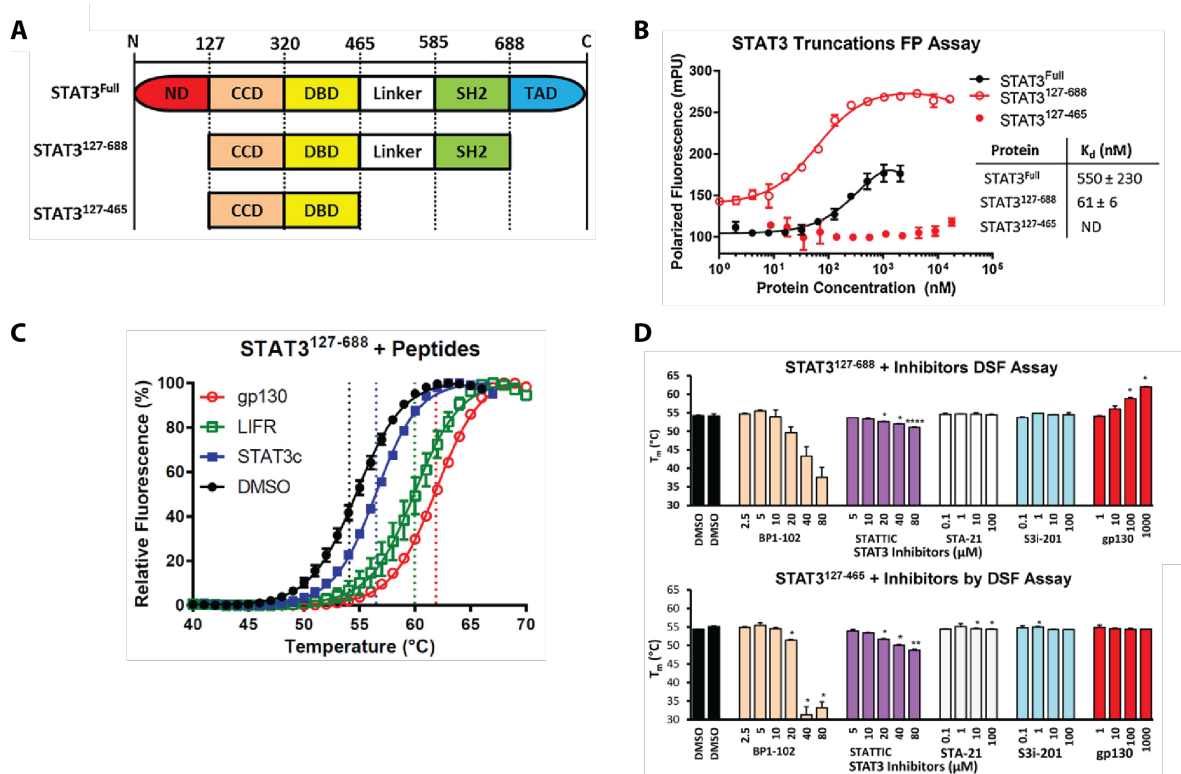 A
N 127 320 465 585 688 C
STAT3Full ND CCD DBD Linker SH2 TAD
STAT3127-688 CCD DBD Linker SH2
STAT3127-465 CCD DBD
B
STAT3 Truncations FP Assay
Polarized Fluorescence (mPU)
300
250
200
150
100
100 101 102 103 104 105
Protein Concentration (nM)
STAT3Full
STAT3127-688
STAT3127-465
Protein Kd (nM)
STAT3Full 550 ± 230
STAT3127-688 61 ± 6
STAT3127-465 ND
C
STAT3127-688 + Peptides
Relative Fluorescence (%)
100
80
60
40
20
0
gp130
LIFR
STAT3c
DMSO
40 45 50 55 60 65 70
Temperature (°C)
D
STAT3127-688 + Inhibitors DSF Assay
Tm (°C)
65
60
55
50
45
40
35
30
* * **** * *
DMSO DMSO 2.5 5 10 20 40 80 5 10 20 40 80 0.1 1 10 100 0.1 1 10 100 1 10 100 1000
BP1-102 STATTIC STA-21 S3i-201 gp130
STAT3 Inhibitors (µM)
STAT3127-465 + Inhibitors by DSF Assay
Tm (°C)
65
60
55
50
45
40
35
30
* * * * * ** * * *
DMSO DMSO 2.5 5 10 20 40 80 5 10 20 40 80 0.1 1 10 100 0.1 1 10 100 1 10 100 1000
BP1-102 STATTIC STA-21 S3i-201 gp130
STAT3 Inhibitors (µM)